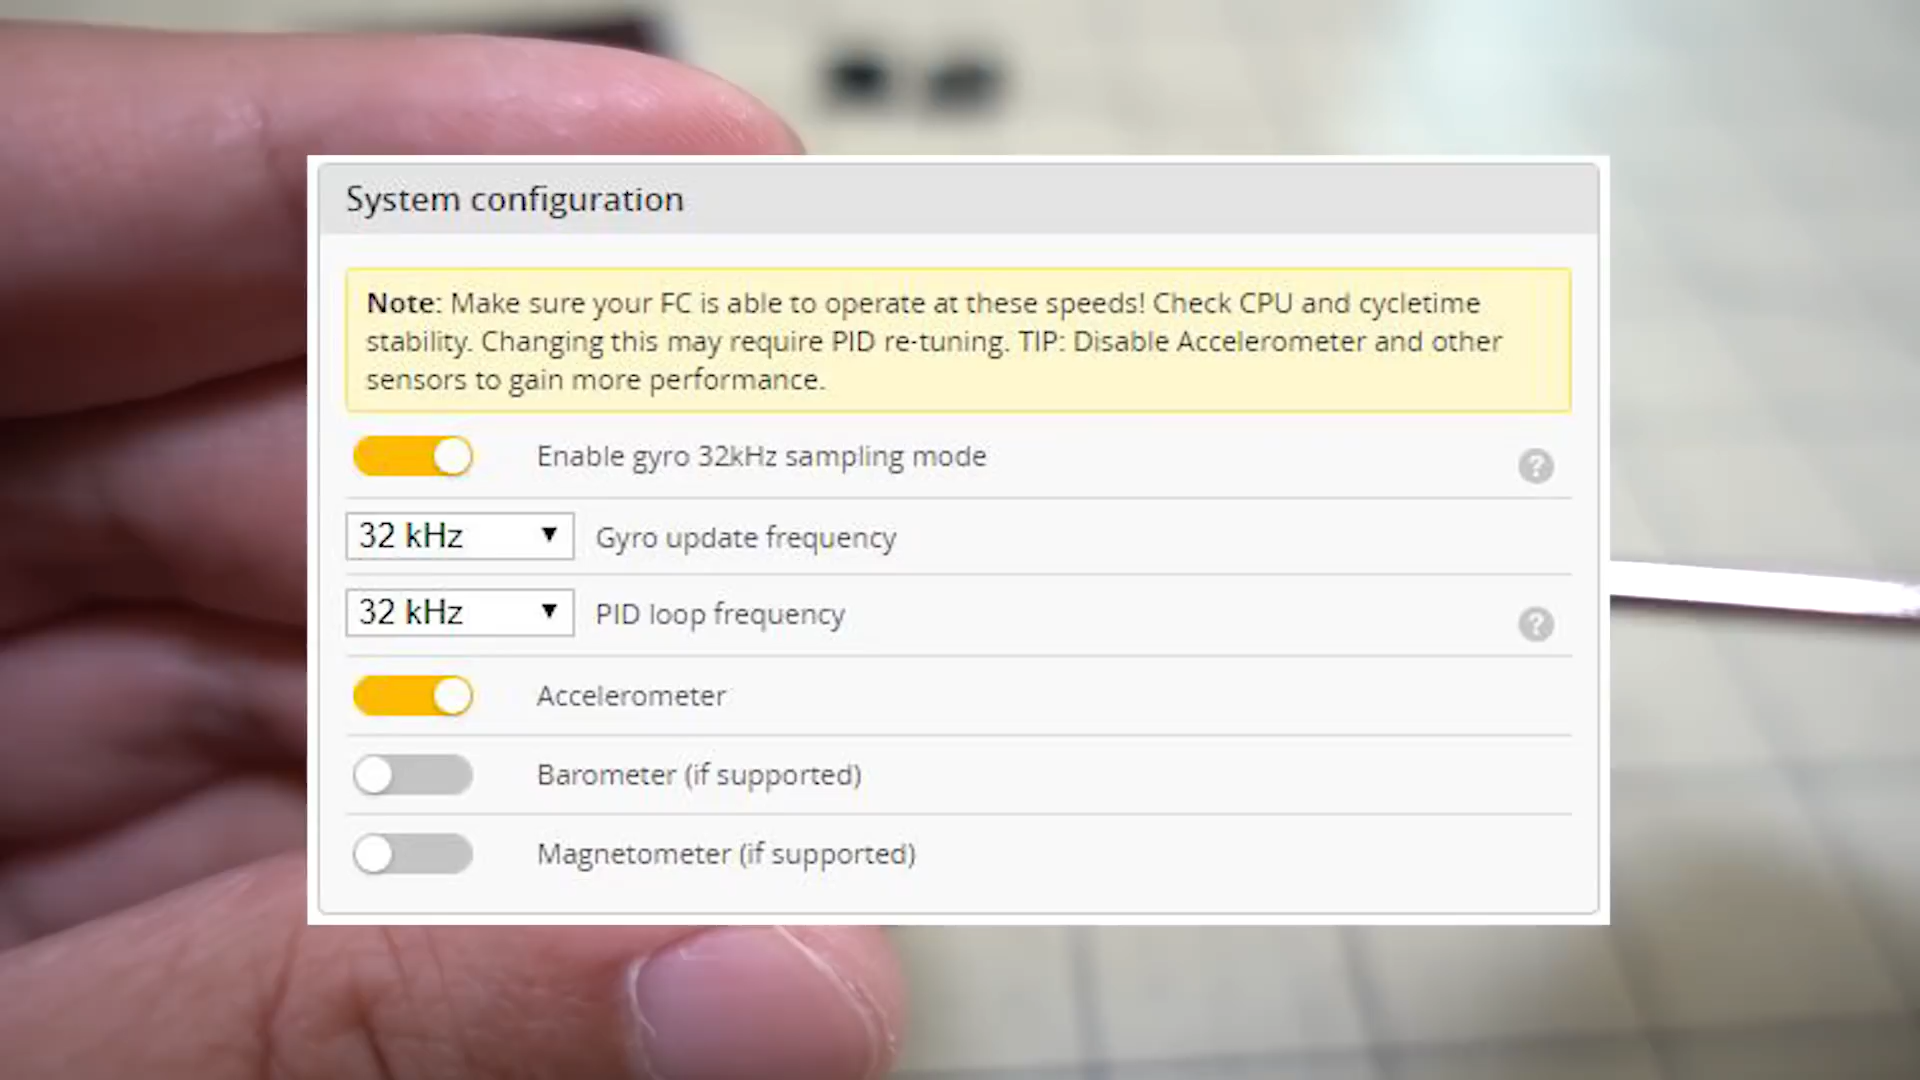 System configuration
Note: Make sure your FC is able to operate at these speeds! Check CPU and cycletime
stability. Changing this may require PID re-tuning. TIP: Disable Accelerometer and other
sensors to gain more performance.
Enable gyro 32kHz sampling mode
?
32 kHz ▼ Gyro update frequency
32 kHz ▼ PID loop frequency
?
Accelerometer
Barometer (if supported)
Magnetometer (if supported)